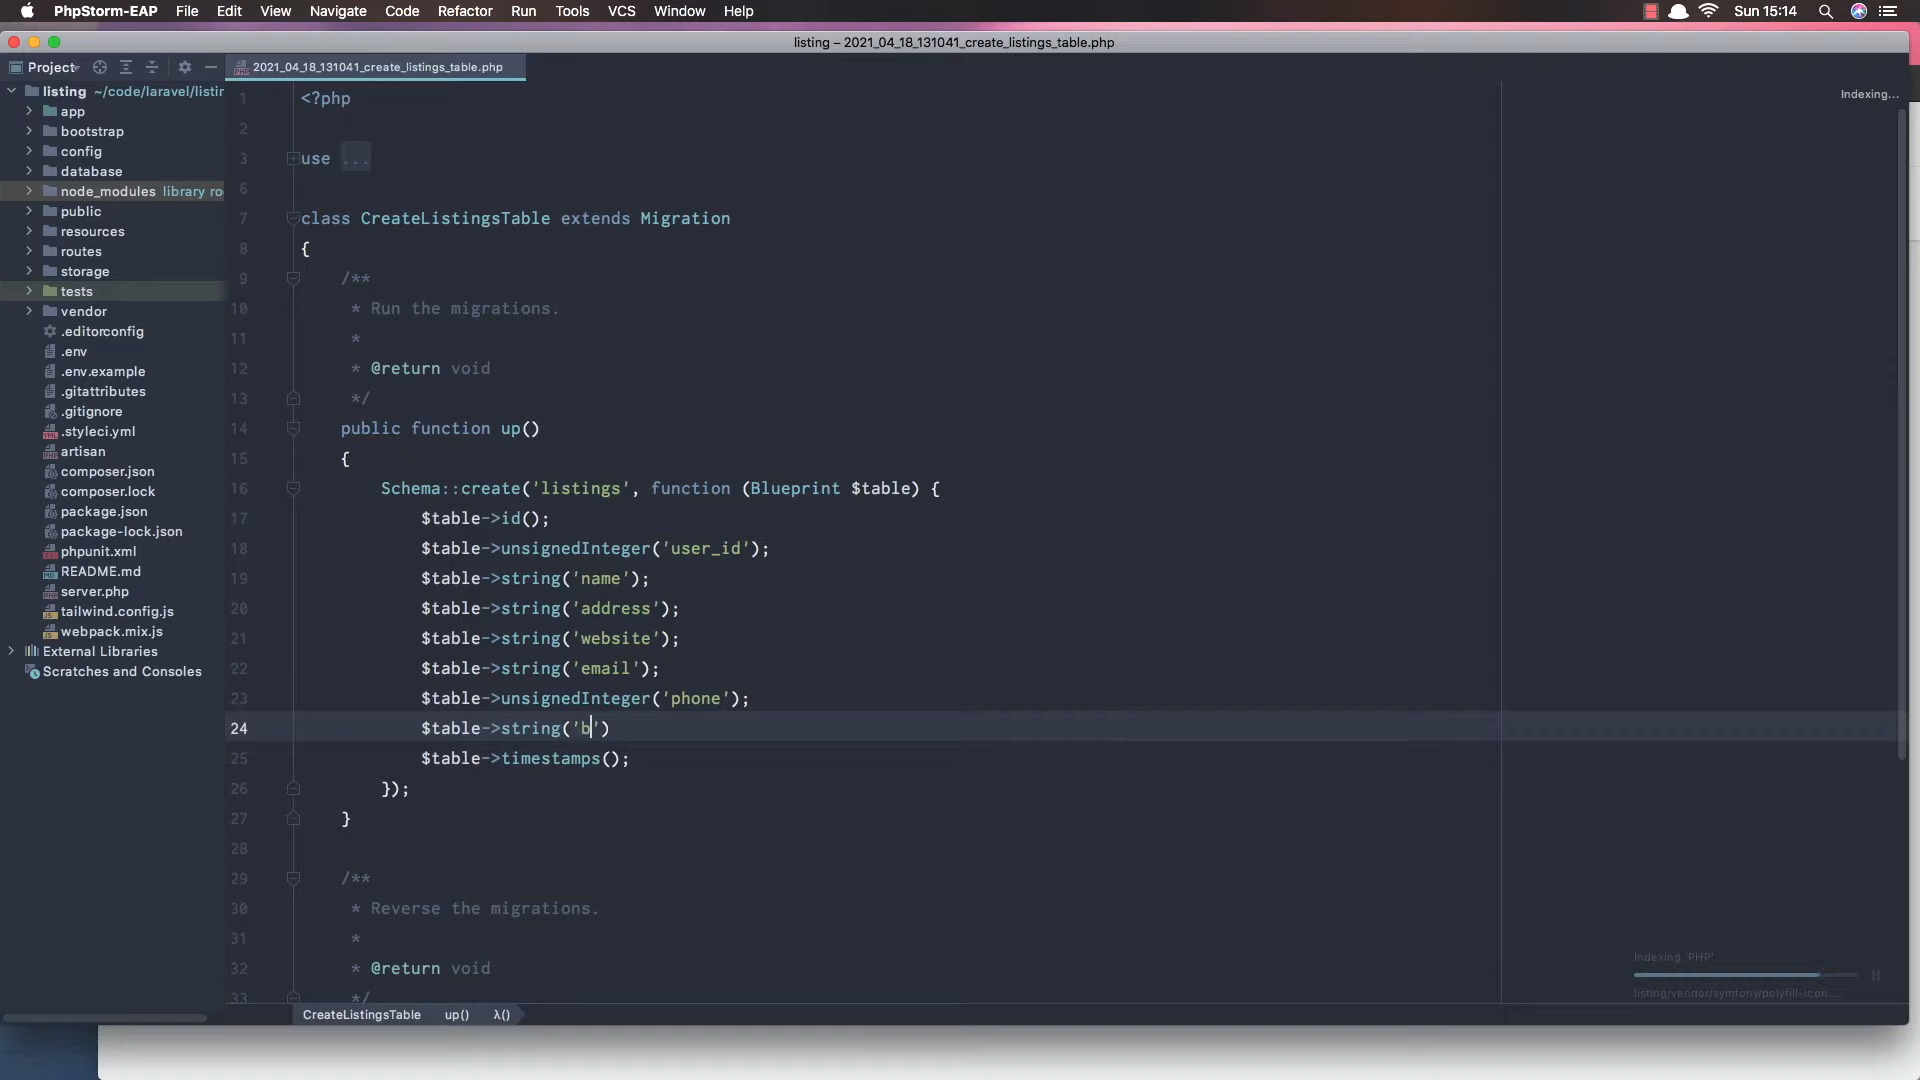 PhpStorm-EAP File Edit View Navigate Code Refactor Run Tools VCS Window Help Sun 15:14
listing – 2021_04_18_131041_create_listings_table.php
Project
2021_04_18_131041_create_listings_table.php
listing ~/code/laravel/listin
app
bootstrap
config
database
node_modules library ro
public
resources
routes
storage
tests
vendor
.editorconfig
.env
.env.example
.gitattributes
.gitignore
.styleci.yml
artisan
composer.json
composer.lock
package.json
package-lock.json
phpunit.xml
README.md
server.php
tailwind.config.js
webpack.mix.js
External Libraries
Scratches and Consoles
Indexing...
1 <?php
2
3 use ...
6
7 class CreateListingsTable extends Migration
8 {
9 /**
10 * Run the migrations.
11 *
12 * @return void
13 */
14 public function up()
15 {
16 Schema::create('listings', function (Blueprint $table) {
17 $table->id();
18 $table->unsignedInteger('user_id');
19 $table->string('name');
20 $table->string('address');
21 $table->string('website');
22 $table->string('email');
23 $table->unsignedInteger('phone');
24 $table->string('b')
25 $table->timestamps();
26 });
27 }
28
29 /**
30 * Reverse the migrations.
31 *
32 * @return void
33 */
Indexing 'PHP'
listing/vendor/symfony/polyfill-icon...
CreateListingsTable up() λ()